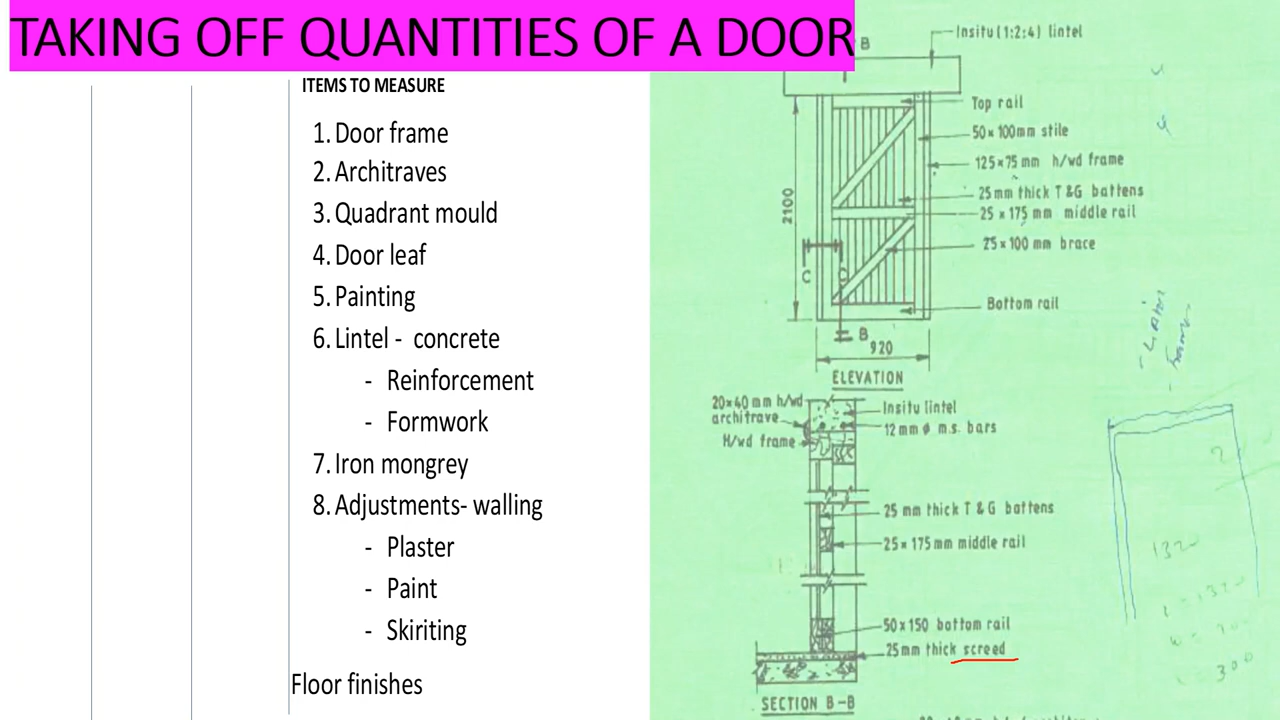 TAKING OFF QUANTITIES OF A DOOR
ITEMS TO MEASURE
1. Door frame
2. Architraves
3. Quadrant mould
4. Door leaf
5. Painting
6. Lintel - concrete
- Reinforcement
- Formwork
7. Iron mongrey
8. Adjustments- walling
- Plaster
- Paint
- Skiriting
Floor finishes
B
Insitu (1:2:4) lintel
Top rail
50 x 100mm stile
125 x 75 mm h/wd frame
25 mm thick T & G battens
25 x 175 mm middle rail
25 x 100 mm brace
2100
C
C
Bottom rail
B
920
ELEVATION
20 x 40 mm h/wd
architrave
H/wd frame
Insitu lintel
12 mm ϕ m.s. bars
25 mm thick T & G battens
25 x 175 mm middle rail
50 x 150 bottom rail
25mm thick screed
SECTION B-B
2
132
300